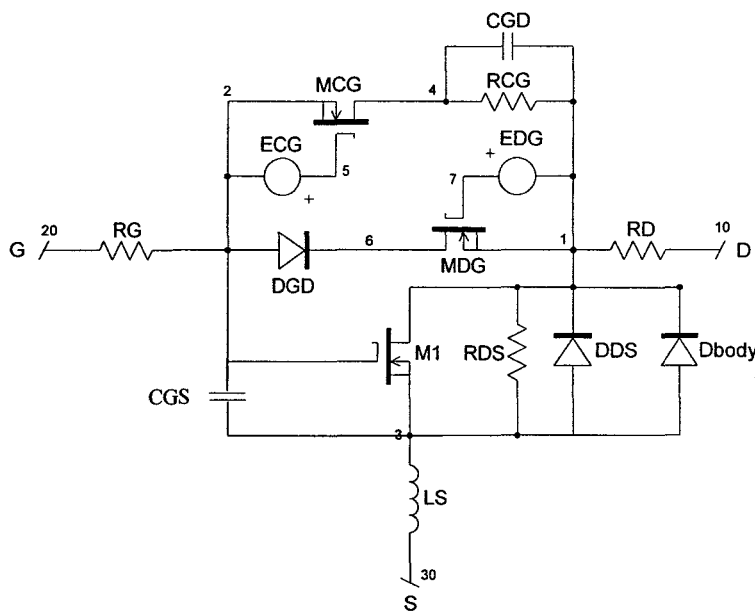 CGD
RCG
MCG
2
4
ECG
EDG
+
5
7
+
20
10
G
RG
6
1
RD
D
DGD
MDG
M1
RDS
DDS
Dbody
CGS
3
LS
30
S